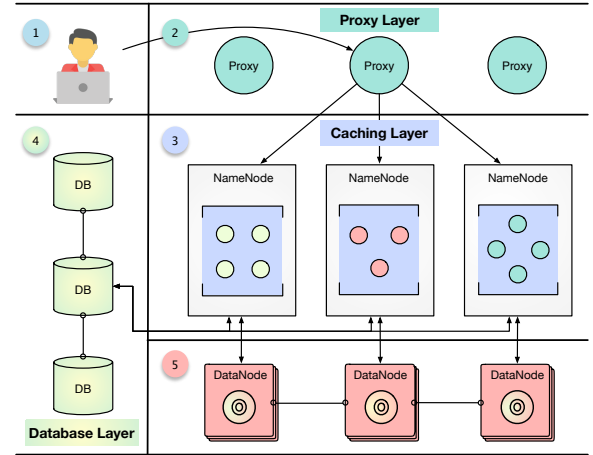 1
2
Proxy Layer
Proxy
Proxy
Proxy
4
3
Caching Layer
DB
DB
DB
Database Layer
NameNode
NameNode
NameNode
5
DataNode
DataNode
DataNode